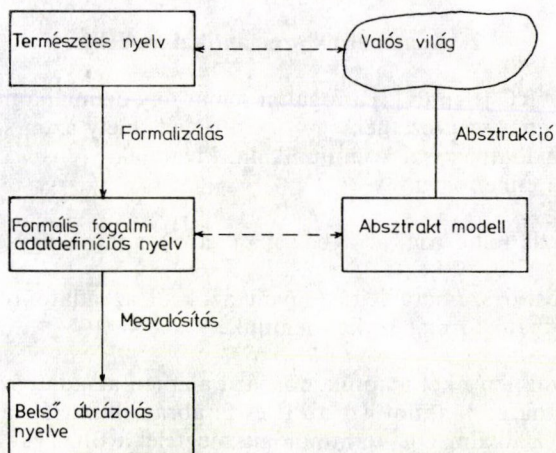 Természetes nyelv
Valós világ
Formalizálás
Absztrakció
Formális fogalmi
adatdefiníciós nyelv
Absztrakt modell
Megvalósítás
Belső ábrázolás
nyelve